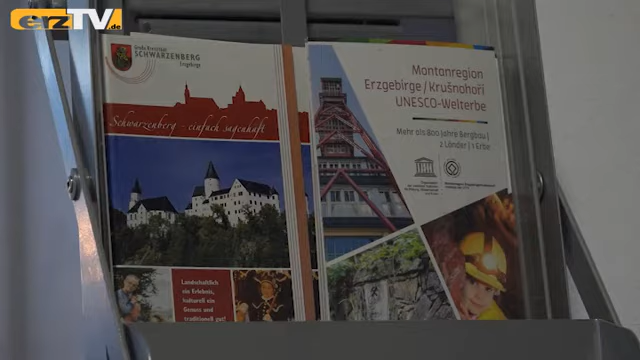 erzTV.de
Große Kreisstadt
SCHWARZENBERG
Erzgebirge
Schwarzenberg - einfach sagenhaft
Landschaftlich
ein Erlebnis,
kulturell ein
Genuss und
traditionell gut!
Montanregion
Erzgebirge / Krušnohoří
UNESCO-Welterbe
Mehr als 800 Jahre Bergbau |
2 Länder | 1 Erbe